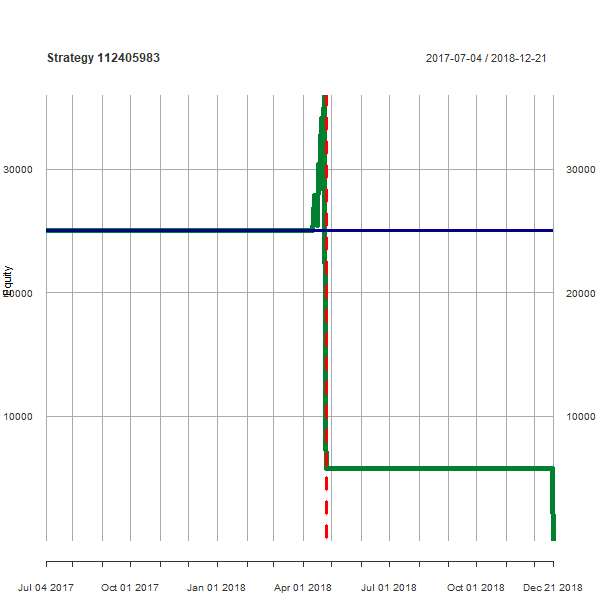 Strategy 112405983
2017-07-04 / 2018-12-21
30000
30000
Equity
20000
20000
10000
10000
Jul 04 2017
Oct 01 2017
Jan 01 2018
Apr 01 2018
Jul 01 2018
Oct 01 2018
Dec 21 2018